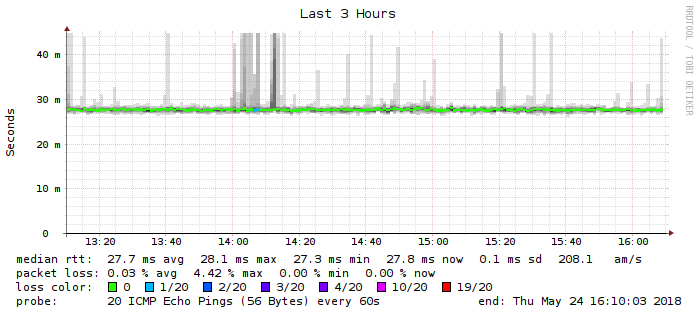 Last 3 Hours
RRDTOOL / TOBI OETIKER
Seconds
40 m
30 m
20 m
10 m
0
13:20 13:40 14:00 14:20 14:40 15:00 15:20 15:40 16:00
median rtt: 27.7 ms avg 28.1 ms max 27.3 ms min 27.8 ms now 0.1 ms sd 208.1 am/s
packet loss: 0.03 % avg 4.42 % max 0.00 % min 0.00 % now
loss color: 0 1/20 2/20 3/20 4/20 10/20 19/20
probe: 20 ICMP Echo Pings (56 Bytes) every 60s end: Thu May 24 16:10:03 2018